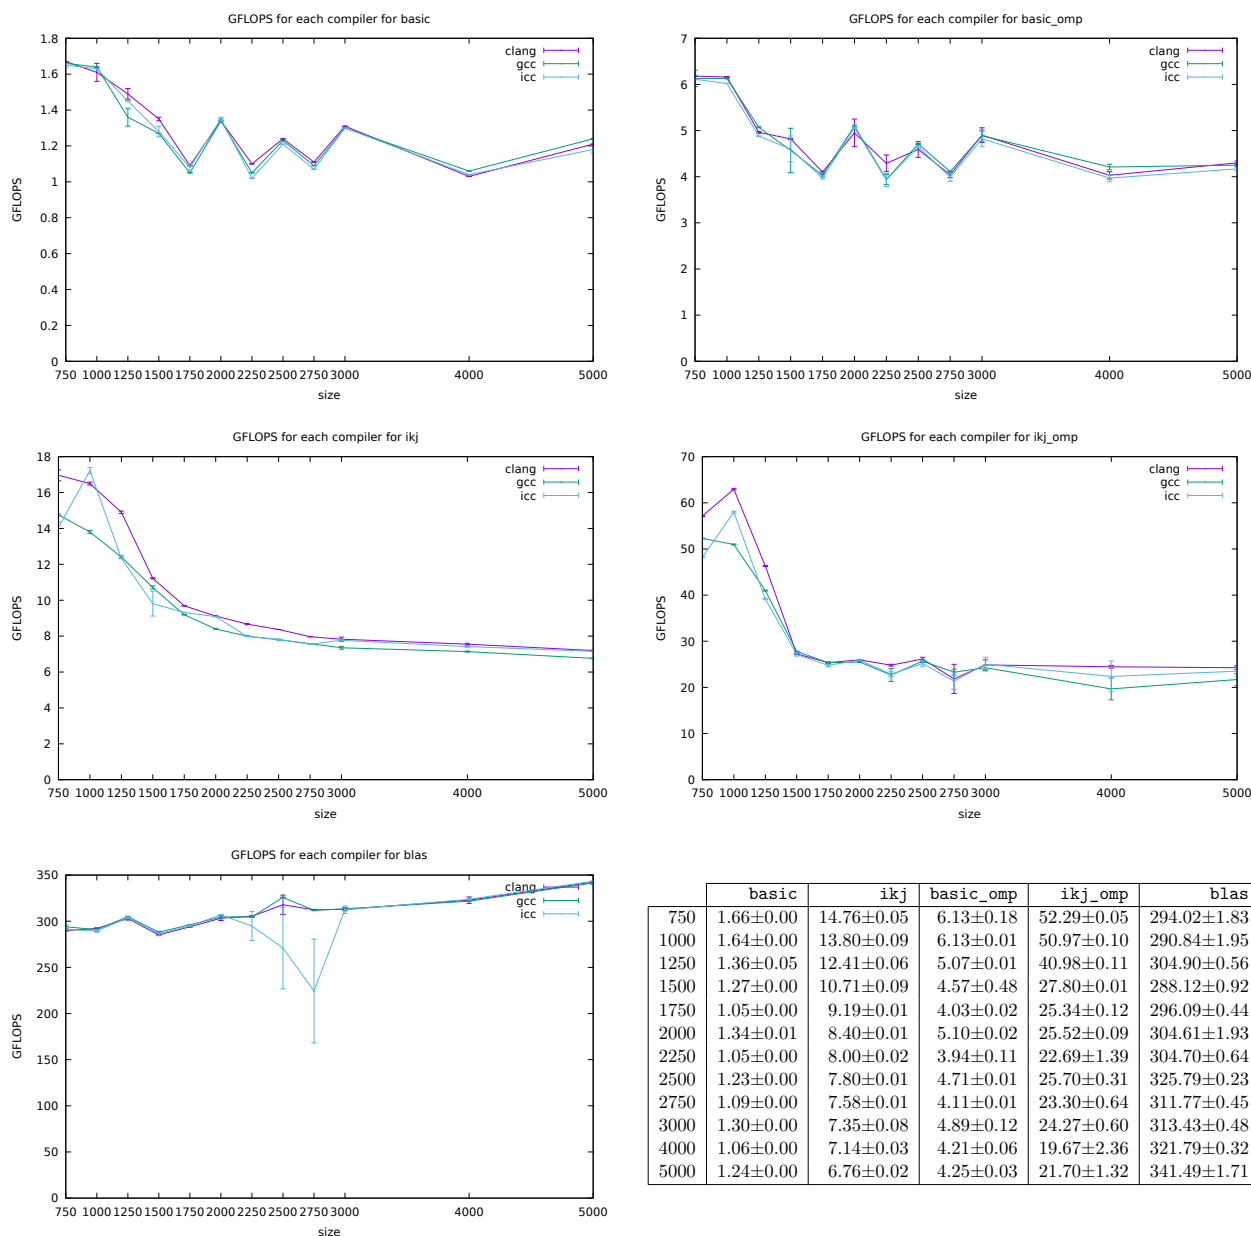 GFLOPS for each compiler for basic
1.8
1.6
1.4
1.2
1
0.8
0.6
0.4
0.2
0
GFLOPS
clang
gcc
icc
750 1000 1250 1500 1750 2000 2250 2500 2750 3000 4000 5000
size
GFLOPS for each compiler for basic_omp
7
6
5
4
3
2
1
0
GFLOPS
clang
gcc
icc
750 1000 1250 1500 1750 2000 2250 2500 2750 3000 4000 5000
size
GFLOPS for each compiler for ikj
18
16
14
12
10
8
6
4
2
0
GFLOPS
clang
gcc
icc
750 1000 1250 1500 1750 2000 2250 2500 2750 3000 4000 5000
size
GFLOPS for each compiler for ikj_omp
70
60
50
40
30
20
10
0
GFLOPS
clang
gcc
icc
750 1000 1250 1500 1750 2000 2250 2500 2750 3000 4000 5000
size
GFLOPS for each compiler for blas
350
300
250
200
150
100
50
0
GFLOPS
clang
gcc
icc
750 1000 1250 1500 1750 2000 2250 2500 2750 3000 4000 5000
size
basic ikj basic_omp ikj_omp blas
750 1.66±0.00 14.76±0.05 6.13±0.18 52.29±0.05 294.02±1.83
1000 1.64±0.00 13.80±0.09 6.13±0.01 50.97±0.10 290.84±1.95
1250 1.36±0.05 12.41±0.06 5.07±0.01 40.98±0.11 304.90±0.56
1500 1.27±0.00 10.71±0.09 4.57±0.48 27.80±0.01 288.12±0.92
1750 1.05±0.00 9.19±0.01 4.03±0.02 25.34±0.12 296.09±0.44
2000 1.34±0.01 8.40±0.01 5.10±0.02 25.52±0.09 304.61±1.93
2250 1.05±0.00 8.00±0.02 3.94±0.11 22.69±1.39 304.70±0.64
2500 1.23±0.00 7.80±0.01 4.71±0.01 25.70±0.31 325.79±0.23
2750 1.09±0.00 7.58±0.01 4.11±0.01 23.30±0.64 311.77±0.45
3000 1.30±0.00 7.35±0.08 4.89±0.12 24.27±0.60 313.43±0.48
4000 1.06±0.00 7.14±0.03 4.21±0.06 19.67±2.36 321.79±0.32
5000 1.24±0.00 6.76±0.02 4.25±0.03 21.70±1.32 341.49±1.71